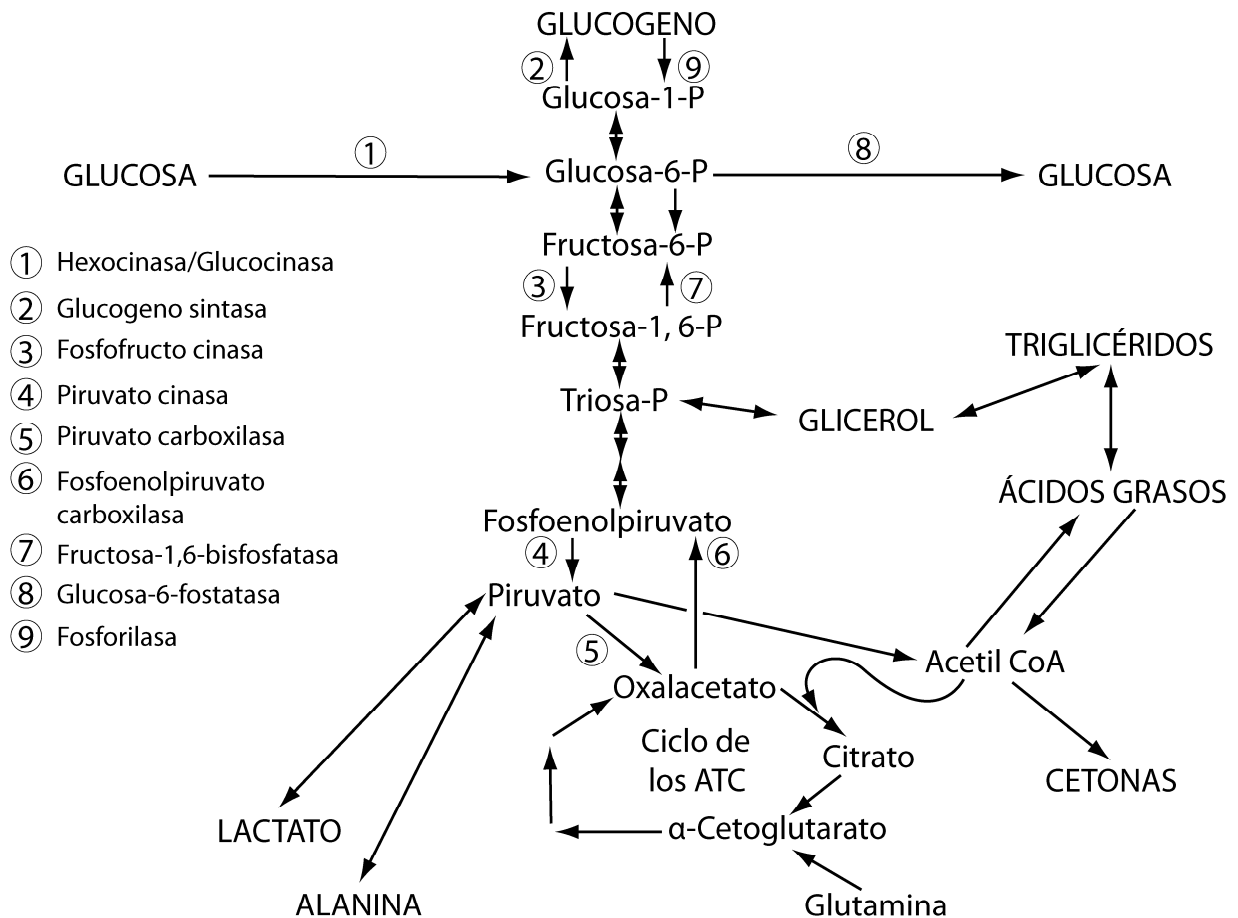 GLUCOGENO
② ⑨
Glucosa-1-P
① ⑧
GLUCOSA Glucosa-6-P GLUCOSA
Fructosa-6-P
① Hexocinasa/Glucocinasa
③ ⑦
② Glucogeno sintasa
Fructosa-1, 6-P
③ Fosfofructo cinasa
TRIGLICÉRIDOS
④ Piruvato cinasa
Triosa-P
GLICEROL
⑤ Piruvato carboxilasa
⑥ Fosfoenolpiruvato
carboxilasa
ÁCIDOS GRASOS
Fosfoenolpiruvato
④ ⑥
⑦ Fructosa-1,6-bisfosfatasa
⑧ Glucosa-6-fostatasa
Piruvato
⑨ Fosforilasa
⑤
Acetil CoA
Oxalacetato
Ciclo de
los ATC
Citrato
CETONAS
LACTATO
α-Cetoglutarato
ALANINA
Glutamina